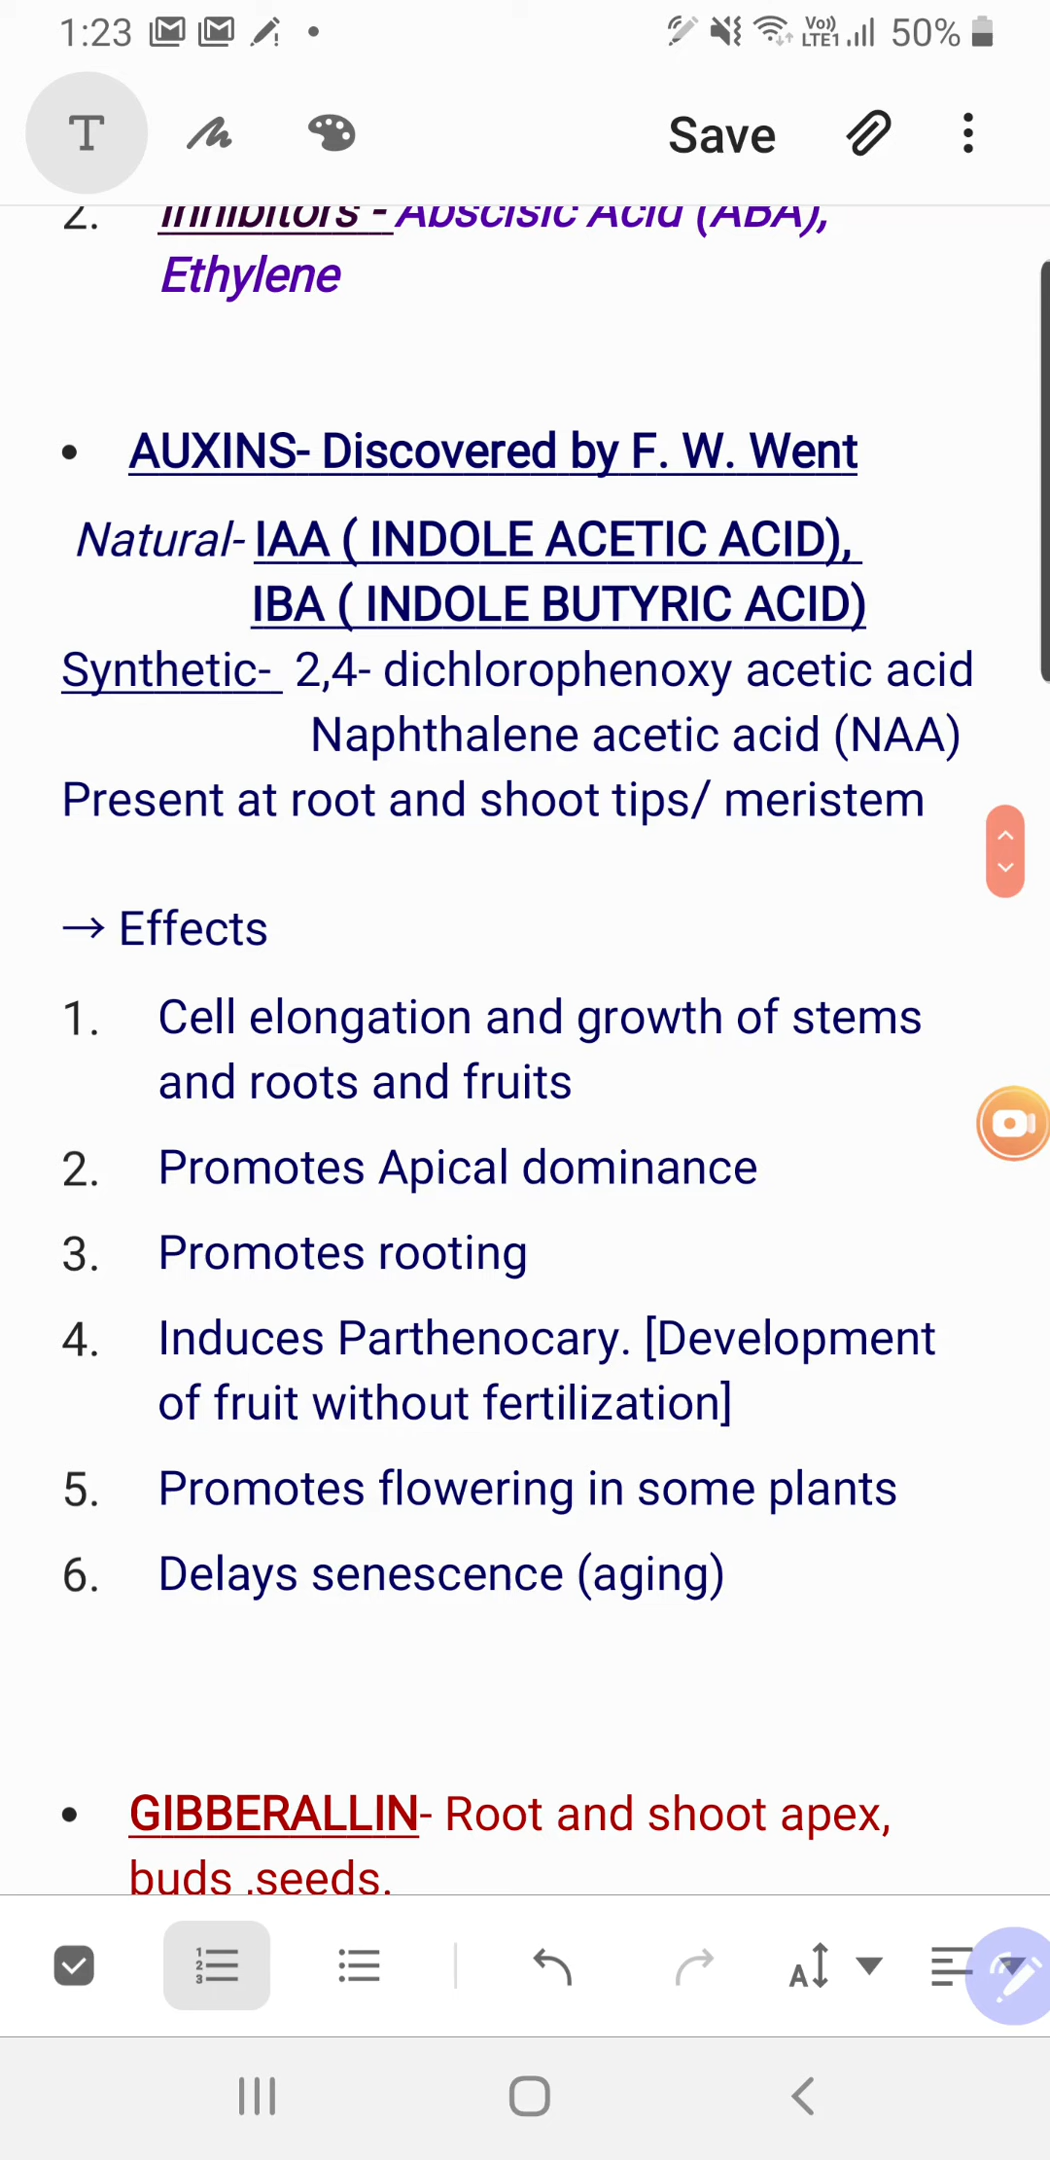 1:23 Vo)) LTE1 50%
T Save
2. Inhibitors - Abscisic Acid (ABA),
Ethylene
• AUXINS- Discovered by F. W. Went
Natural- IAA ( INDOLE ACETIC ACID),
IBA ( INDOLE BUTYRIC ACID)
Synthetic- 2,4- dichlorophenoxy acetic acid
Naphthalene acetic acid (NAA)
Present at root and shoot tips/ meristem
→ Effects
1. Cell elongation and growth of stems
and roots and fruits
2. Promotes Apical dominance
3. Promotes rooting
4. Induces Parthenocary. [Development
of fruit without fertilization]
5. Promotes flowering in some plants
6. Delays senescence (aging)
• GIBBERALLIN- Root and shoot apex,
buds ,seeds.